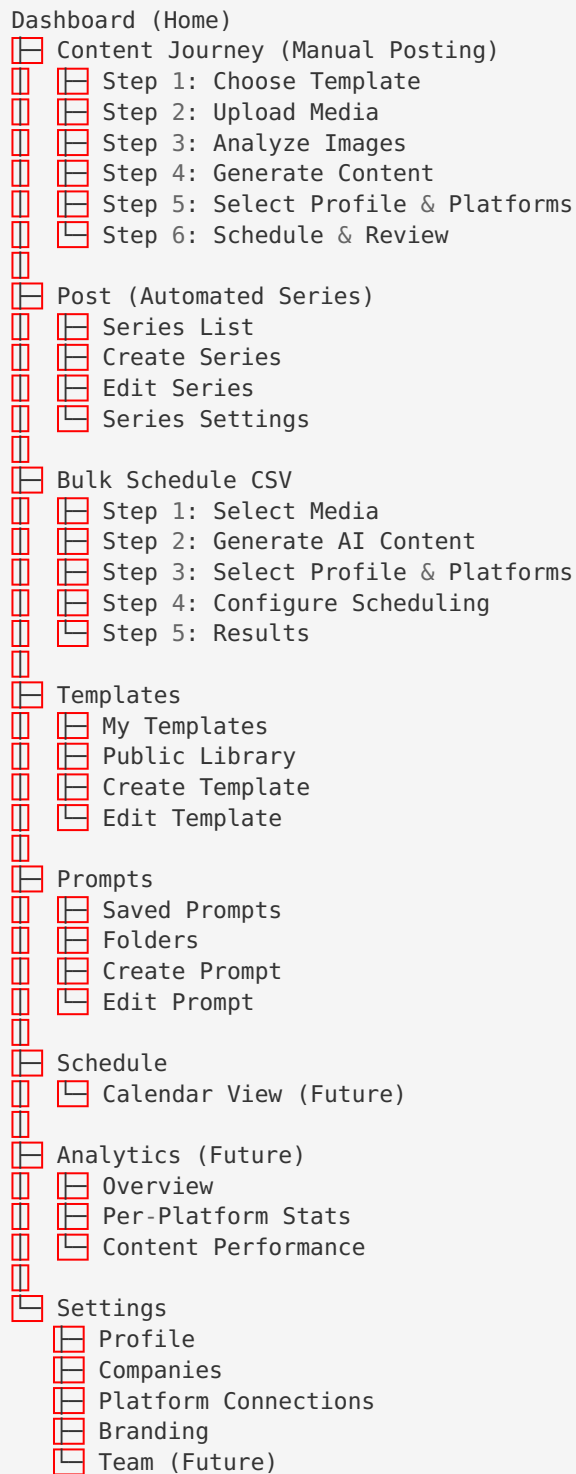 Dashboard (Home)
├─ Content Journey (Manual Posting)
│  ├─ Step 1: Choose Template
│  ├─ Step 2: Upload Media
│  ├─ Step 3: Analyze Images
│  ├─ Step 4: Generate Content
│  ├─ Step 5: Select Profile & Platforms
│  └─ Step 6: Schedule & Review
│
├─ Post (Automated Series)
│  ├─ Series List
│  ├─ Create Series
│  ├─ Edit Series
│  └─ Series Settings
│
├─ Bulk Schedule CSV
│  ├─ Step 1: Select Media
│  ├─ Step 2: Generate AI Content
│  ├─ Step 3: Select Profile & Platforms
│  ├─ Step 4: Configure Scheduling
│  └─ Step 5: Results
│
├─ Templates
│  ├─ My Templates
│  ├─ Public Library
│  ├─ Create Template
│  └─ Edit Template
│
├─ Prompts
│  ├─ Saved Prompts
│  ├─ Folders
│  ├─ Create Prompt
│  └─ Edit Prompt
│
├─ Schedule
│  └─ Calendar View (Future)
│
├─ Analytics (Future)
│  ├─ Overview
│  ├─ Per-Platform Stats
│  └─ Content Performance
│
└─ Settings
   ├─ Profile
   ├─ Companies
   ├─ Platform Connections
   ├─ Branding
   └─ Team (Future)